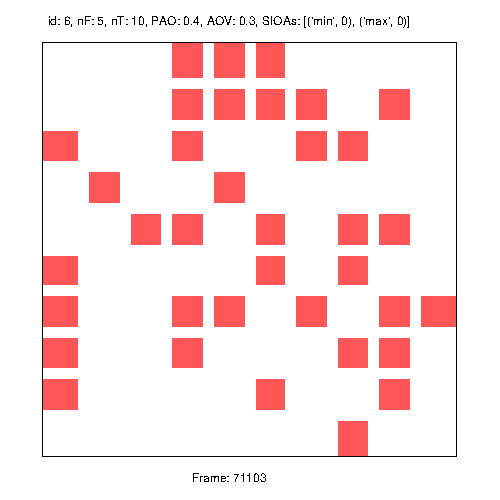 id: 6, nF: 5, nT: 10, PAO: 0.4, AOV: 0.3, SIOAs: [('min', 0), ('max', 0)]
Frame: 71103